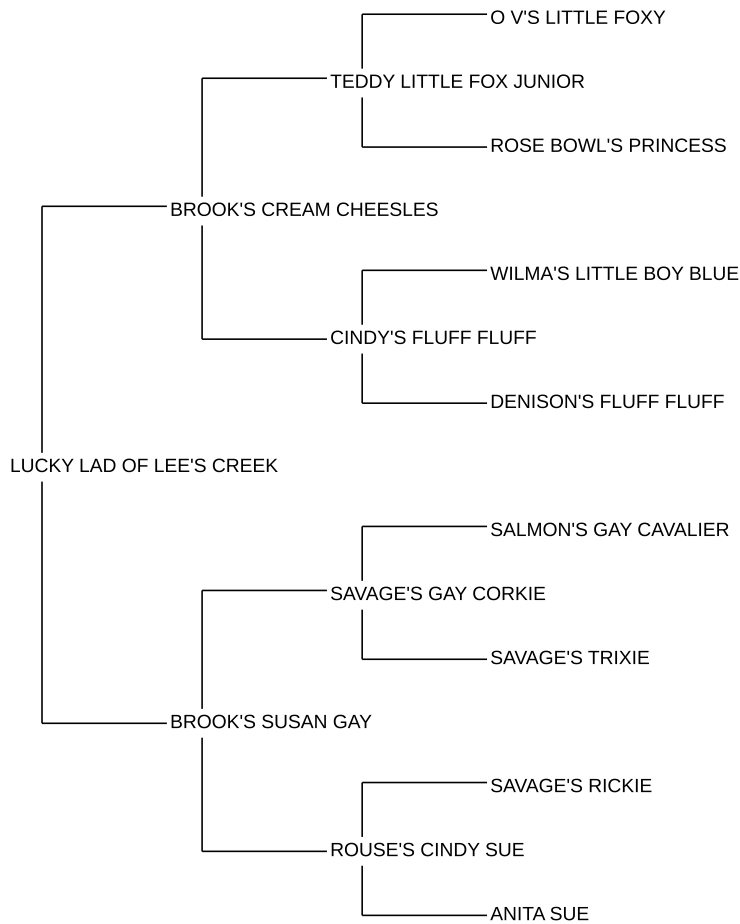 O V'S LITTLE FOXY
TEDDY LITTLE FOX JUNIOR
ROSE BOWL'S PRINCESS
BROOK'S CREAM CHEESLES
WILMA'S LITTLE BOY BLUE
CINDY'S FLUFF FLUFF
DENISON'S FLUFF FLUFF
LUCKY LAD OF LEE'S CREEK
SALMON'S GAY CAVALIER
SAVAGE'S GAY CORKIE
SAVAGE'S TRIXIE
BROOK'S SUSAN GAY
SAVAGE'S RICKIE
ROUSE'S CINDY SUE
ANITA SUE